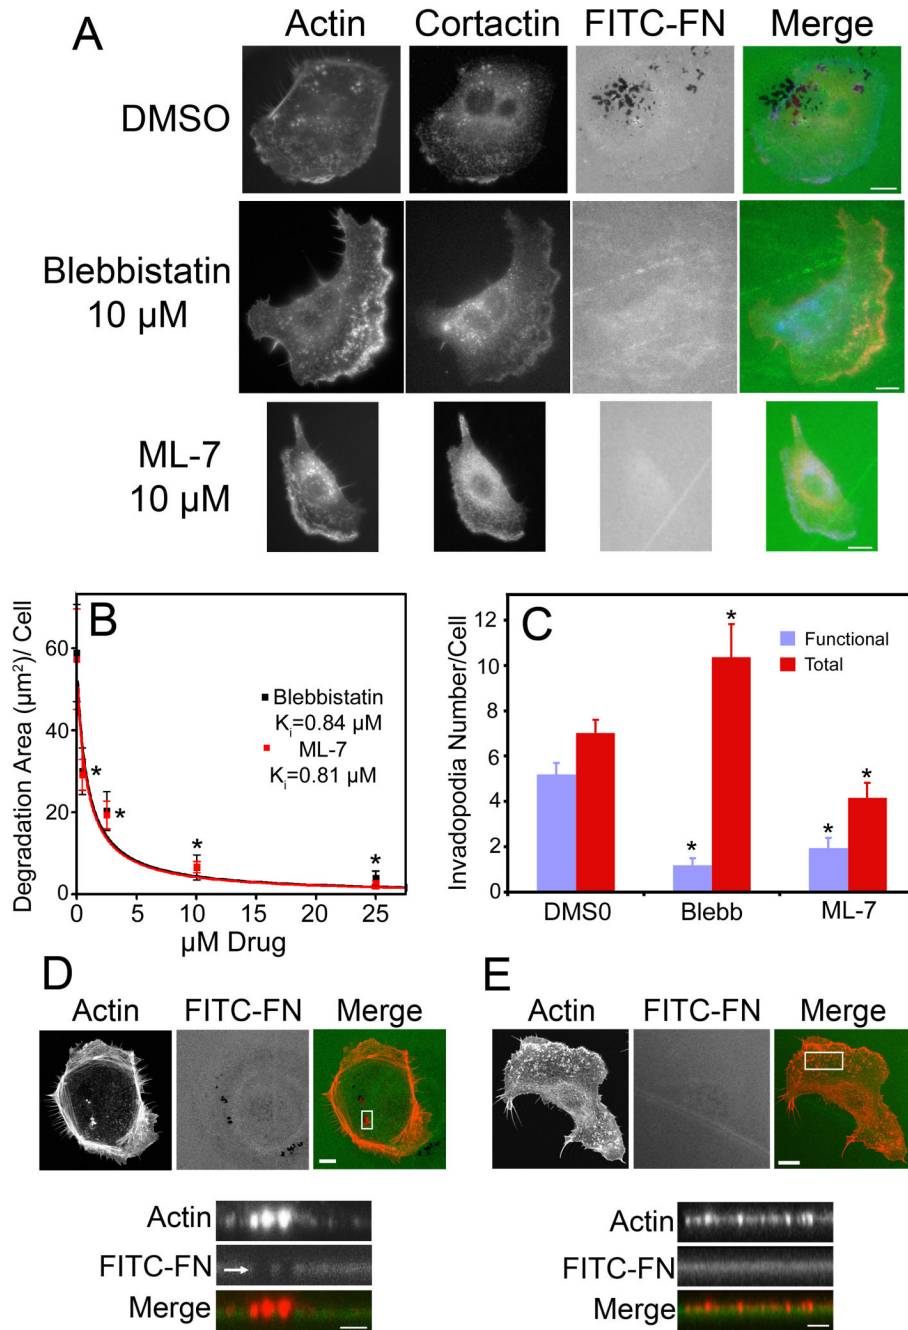 A
Actin Cortactin FITC-FN Merge
DMSO
Blebbistatin
10 µM
ML-7
10 µM
B
Degradation Area (µm²)/ Cell
60
40
20
0
0 5 10 15 20 25
µM Drug
Blebbistatin
Ki=0.84 µM
ML-7
Ki=0.81 µM
*
*
*
*
C
Invadopodia Number/Cell
12
10
8
6
4
2
0
Functional
Total
*
*
*
*
DMS0 Blebb ML-7
D
Actin FITC-FN Merge
Actin
FITC-FN
Merge
E
Actin FITC-FN Merge
Actin
FITC-FN
Merge